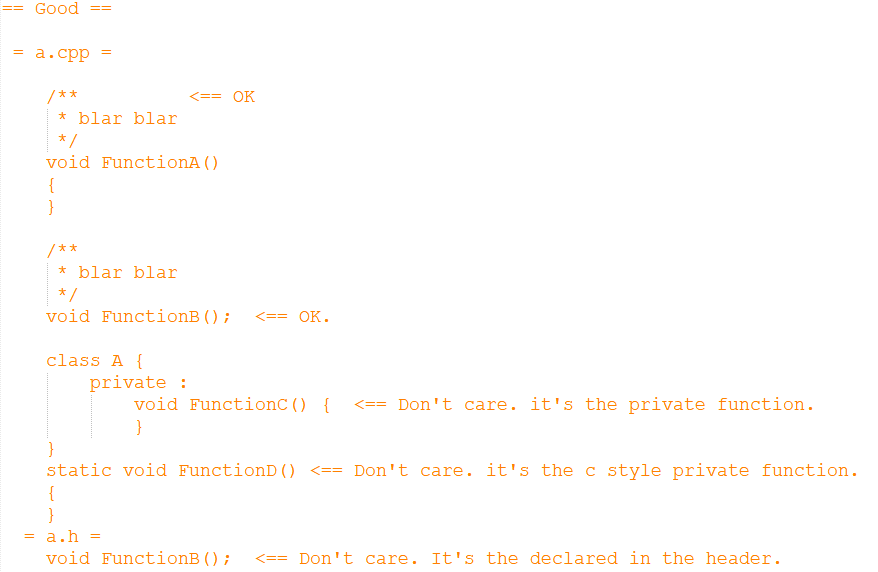 == Good ==
= a.cpp =
/** <== OK
* blar blar
*/
void FunctionA()
{
}
/**
* blar blar
*/
void FunctionB(); <== OK.
class A {
private :
void FunctionC() { <== Don't care. it's the private function.
}
}
static void FunctionD() <== Don't care. it's the c style private function.
{
}
= a.h =
void FunctionB(); <== Don't care. It's the declared in the header.